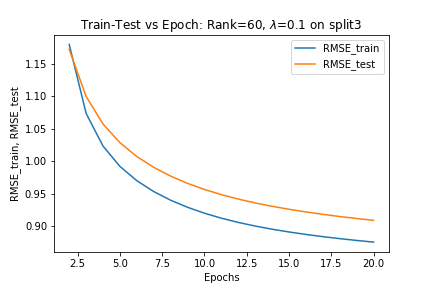 Train-Test vs Epoch: Rank=60, λ=0.1 on split3
RMSE_train
RMSE_test
RMSE_train, RMSE_test
1.15
1.10
1.05
1.00
0.95
0.90
2.5 5.0 7.5 10.0 12.5 15.0 17.5 20.0
Epochs